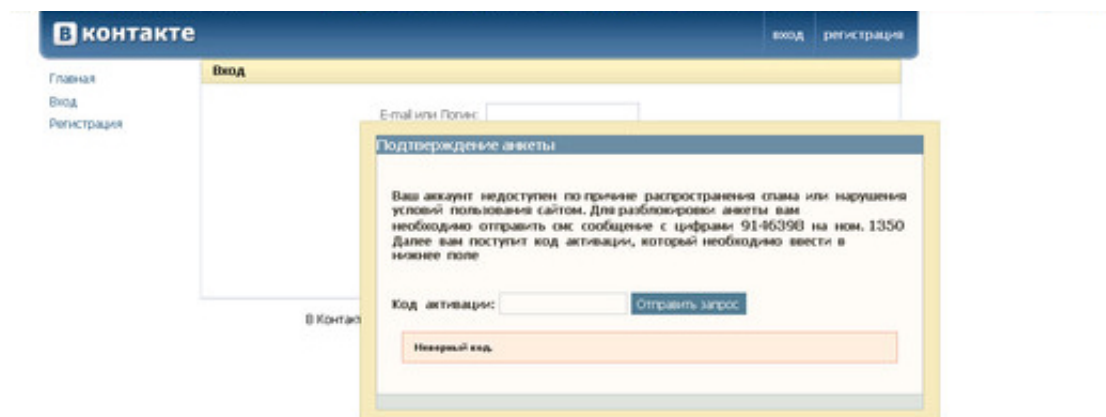 В контакте
вход регистрация
Главная
Вход
Вход
Регистрация
E-mail или Логин:
Подтверждение анкеты
Ваш аккаунт недоступен по причине распространения спама или нарушения
условий пользования сайтом. Для разблокировки анкеты вам
необходимо отправить смс сообщение с цифрами 9146398 на ном. 1350
Далее вам поступит код активации, который необходимо ввести в
нижнее поле
Код активации:
Отправить запрос
В Контак
Неверный код.